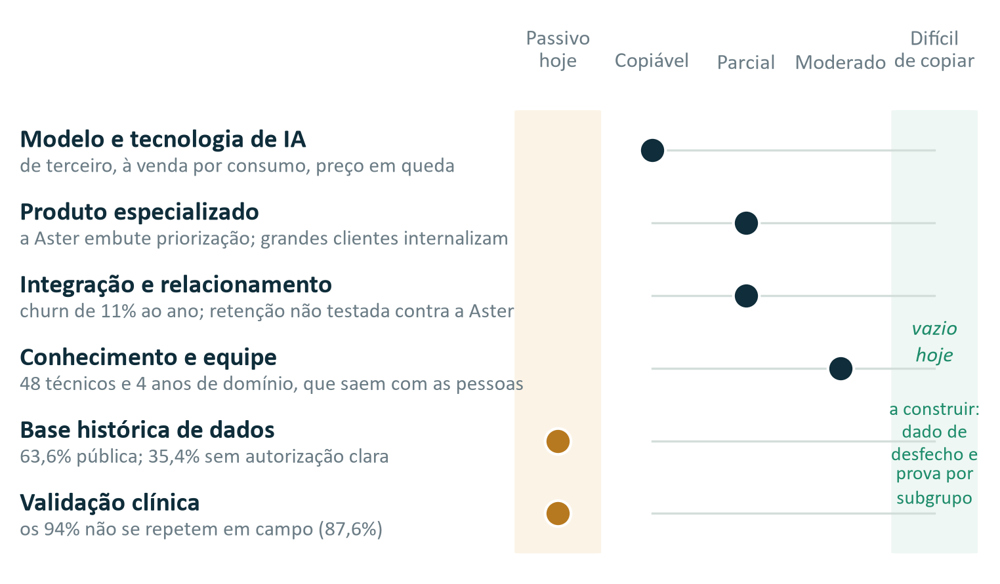 Passivo
hoje
Copiável
Parcial
Moderado
Difícil
de copiar
Modelo e tecnologia de IA
de terceiro, à venda por consumo, preço em queda
Produto especializado
a Aster embute priorização; grandes clientes internalizam
Integração e relacionamento
churn de 11% ao ano; retenção não testada contra a Aster
vazio
hoje
Conhecimento e equipe
48 técnicos e 4 anos de domínio, que saem com as pessoas
a construir:
dado de
desfecho e
prova por
subgrupo
Base histórica de dados
63,6% pública; 35,4% sem autorização clara
Validação clínica
os 94% não se repetem em campo (87,6%)